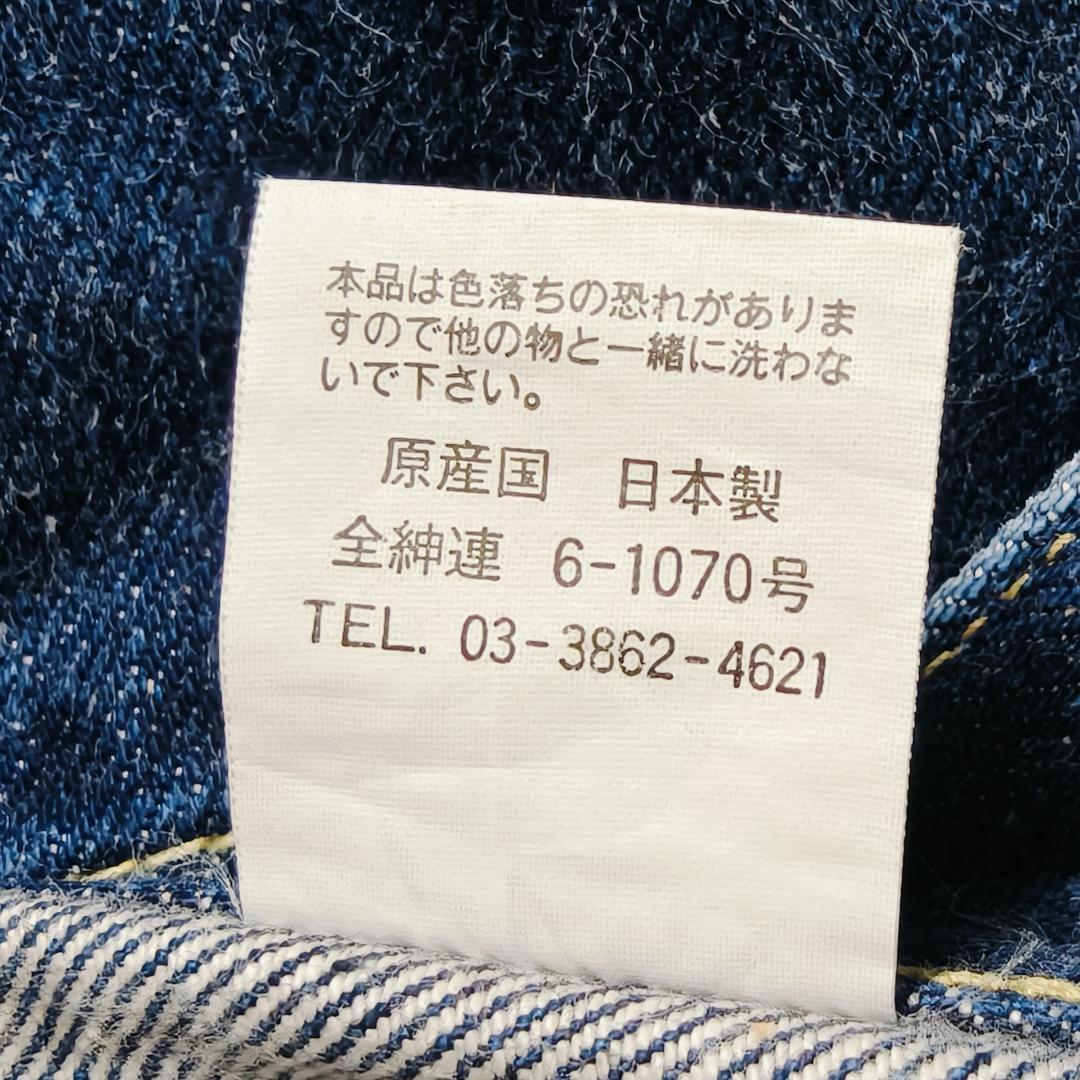 本品は色落ちの恐れがありま
すので他の物と一緒に洗わな
いで下さい。
原産国 日本製
全紳連 6-1070号
TEL. 03-3862-4621